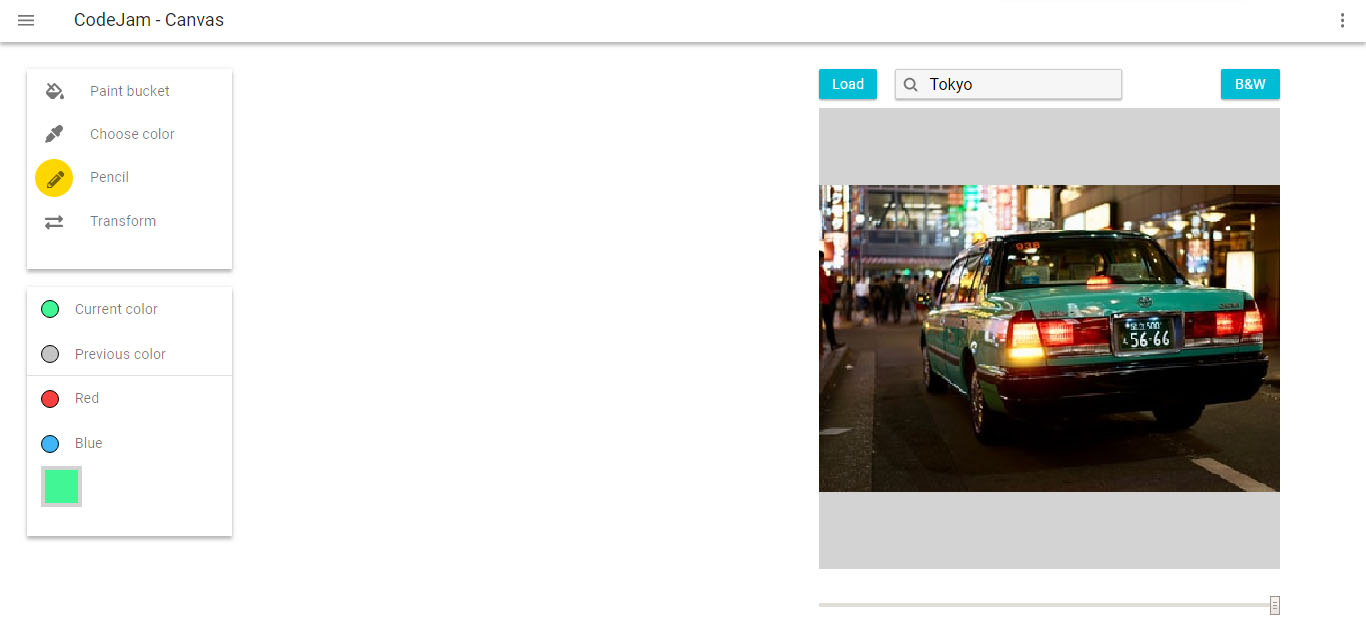 CodeJam - Canvas
Paint bucket
Choose color
Pencil
Transform
Current color
Previous color
Red
Blue
Load
Tokyo
B&W
56-66